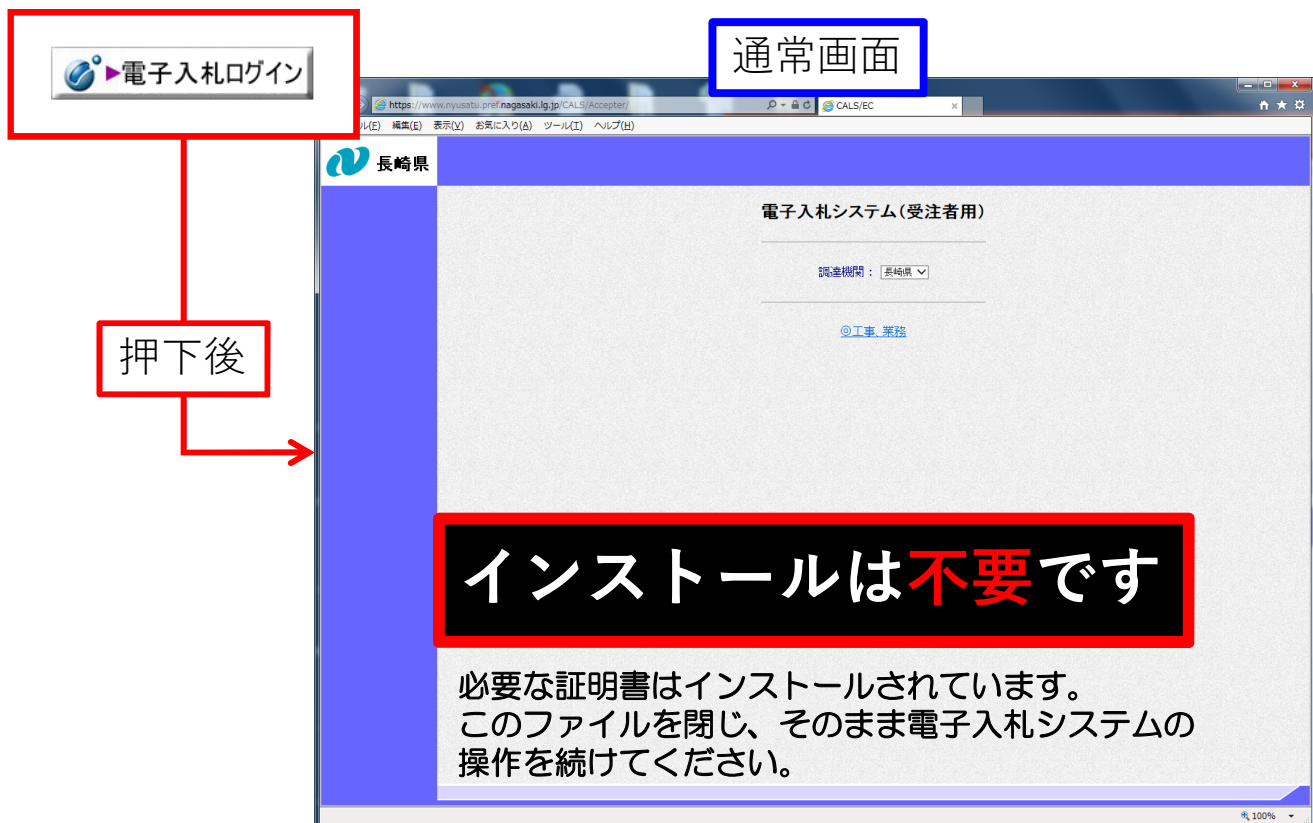 ▶電子入札ログイン
通常画面
https://www.nyusatu.pref.nagasaki.lg.jp/CALS/Accepter/
CALS/EC
編集(E) 表示(V) お気に入り(A) ツール(T) ヘルプ(H)
長崎県
電子入札システム(受注者用)
調達機関： 長崎県
◎工事、業務
押下後
インストールは不要です
必要な証明書はインストールされています。
このファイルを閉じ、そのまま電子入札システムの
操作を続けてください。
100%